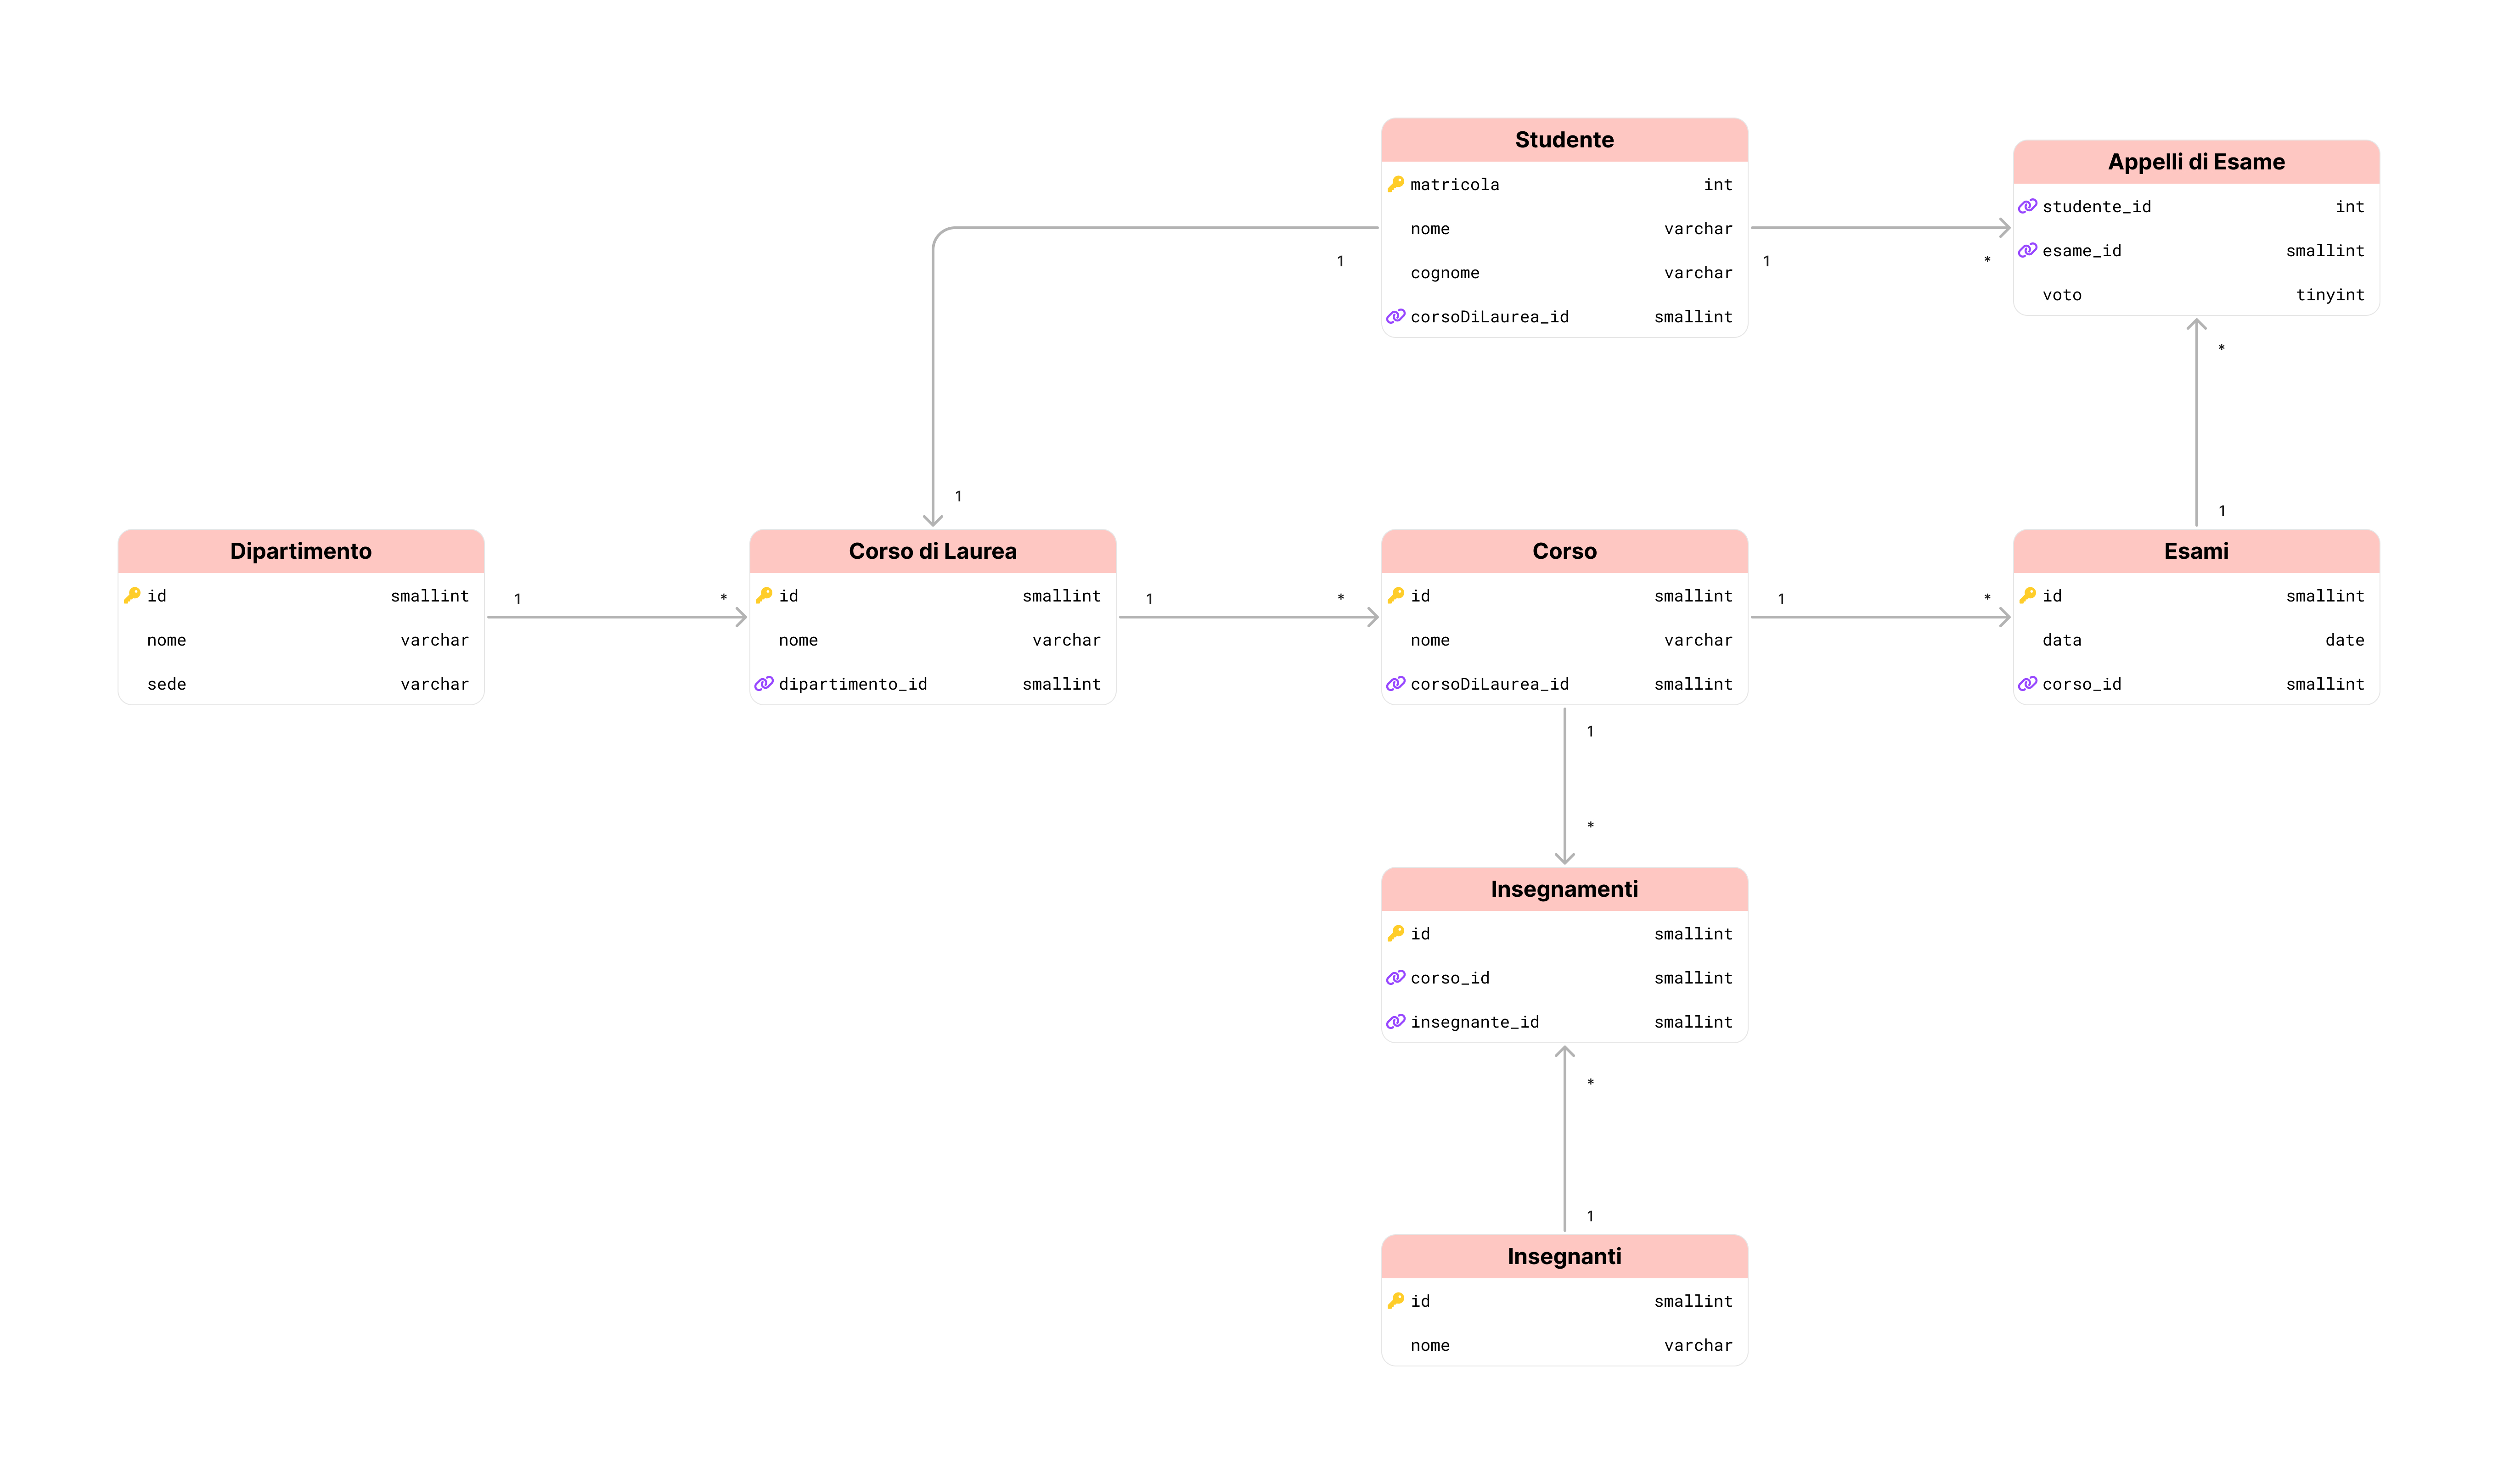 Studente
matricola int
nome varchar
cognome varchar
corsoDiLaurea_id smallint
Appelli di Esame
studente_id int
esame_id smallint
voto tinyint
1
1 *
*
1
1
Dipartimento
id smallint
nome varchar
sede varchar
1 *
Corso di Laurea
id smallint
nome varchar
dipartimento_id smallint
1 *
Corso
id smallint
nome varchar
corsoDiLaurea_id smallint
1 *
Esami
id smallint
data date
corso_id smallint
1
*
Insegnamenti
id smallint
corso_id smallint
insegnante_id smallint
*
1
Insegnanti
id smallint
nome varchar